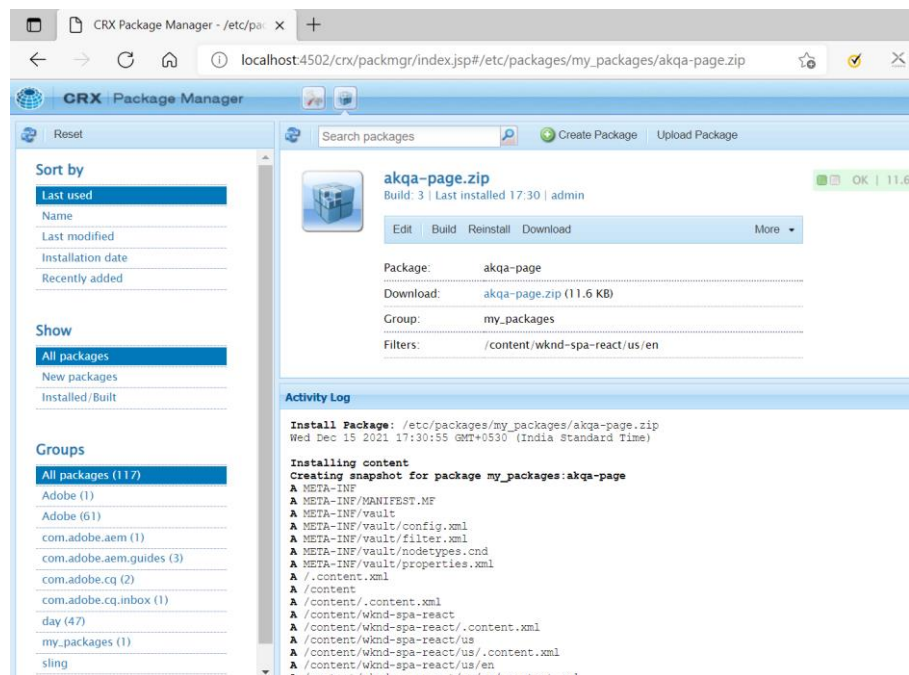 CRX Package Manager - /etc/pac
localhost:4502/crx/packmgr/index.jsp#/etc/packages/my_packages/akqa-page.zip
CRX Package Manager
Reset
Search packages
Create Package
Upload Package
Sort by
Last used
Name
Last modified
Installation date
Recently added
Show
All packages
New packages
Installed/Built
Groups
All packages (117)
Adobe (1)
Adobe (61)
com.adobe.aem (1)
com.adobe.aem.guides (3)
com.adobe.cq (2)
com.adobe.cq.inbox (1)
day (47)
my_packages (1)
sling
akqa-page.zip
Build: 3 | Last installed 17:30 | admin
OK | 11.6
Edit Build Reinstall Download More
Package: akqa-page
Download: akqa-page.zip (11.6 KB)
Group: my_packages
Filters: /content/wknd-spa-react/us/en
Activity Log
Install Package: /etc/packages/my_packages/akqa-page.zip
Wed Dec 15 2021 17:30:55 GMT+0530 (India Standard Time)
Installing content
Creating snapshot for package my_packages:akqa-page
A META-INF
A META-INF/MANIFEST.MF
A META-INF/vault
A META-INF/vault/config.xml
A META-INF/vault/filter.xml
A META-INF/vault/nodetypes.cnd
A META-INF/vault/properties.xml
A /.content.xml
A /content
A /content/.content.xml
A /content/wknd-spa-react
A /content/wknd-spa-react/.content.xml
A /content/wknd-spa-react/us
A /content/wknd-spa-react/us/.content.xml
A /content/wknd-spa-react/us/en